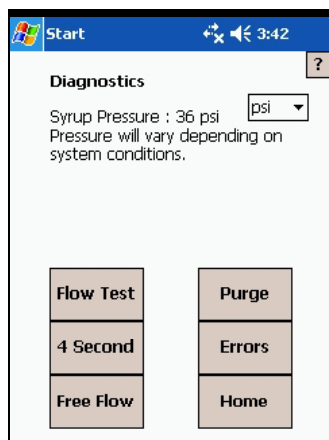 Start 3:42
?
Diagnostics
Syrup Pressure : 36 psi psi
Pressure will vary depending on
system conditions.
Flow Test Purge
4 Second Errors
Free Flow Home